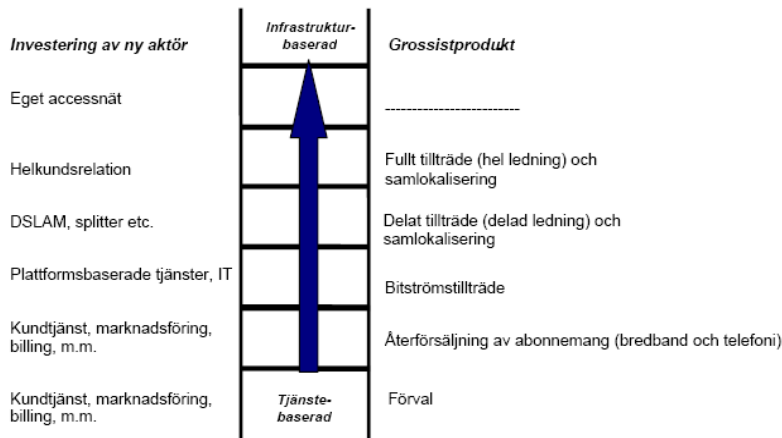 Investering av ny aktör
Infrastruktur-
baserad
Grossistprodukt
Eget accessnät
-------------------------
Helkundsrelation
Fullt tillträde (hel ledning) och
samlokalisering
DSLAM, splitter etc.
Delat tillträde (delad ledning) och
samlokalisering
Plattformsbaserade tjänster, IT
Bitströmstillträde
Kundtjänst, marknadsföring,
billing, m.m.
Återförsäljning av abonnemang (bredband och telefoni)
Kundtjänst, marknadsföring,
billing, m.m.
Tjänste-
baserad
Förval